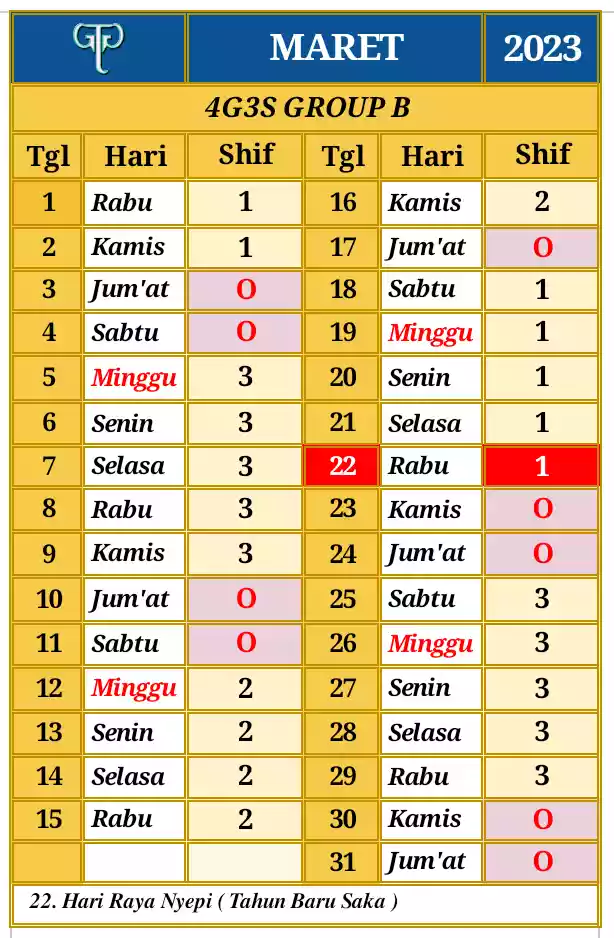 GTP MARET 2023
4G3S GROUP B
Tgl Hari Shif Tgl Hari Shif
1 Rabu 1 16 Kamis 2
2 Kamis 1 17 Jum'at O
3 Jum'at O 18 Sabtu 1
4 Sabtu O 19 Minggu 1
5 Minggu 3 20 Senin 1
6 Senin 3 21 Selasa 1
7 Selasa 3 22 Rabu 1
8 Rabu 3 23 Kamis O
9 Kamis 3 24 Jum'at O
10 Jum'at O 25 Sabtu 3
11 Sabtu O 26 Minggu 3
12 Minggu 2 27 Senin 3
13 Senin 2 28 Selasa 3
14 Selasa 2 29 Rabu 3
15 Rabu 2 30 Kamis O
31 Jum'at O
22. Hari Raya Nyepi ( Tahun Baru Saka )